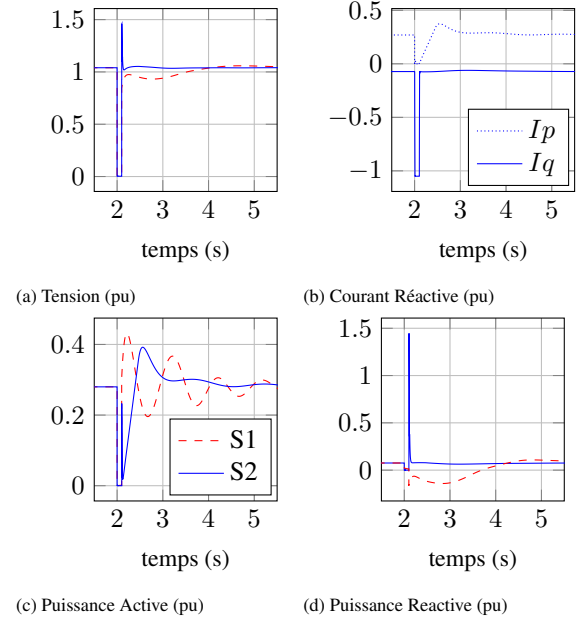 1.5
1
0.5
0
2 3 4 5
temps (s)
(a) Tension (pu)
0.5
0
−0.5
−1
Ip
Iq
2 3 4 5
temps (s)
(b) Courant Réactive (pu)
0.4
0.2
0
S1
S2
2 3 4 5
temps (s)
(c) Puissance Active (pu)
1.5
1
0.5
0
2 3 4 5
temps (s)
(d) Puissance Reactive (pu)